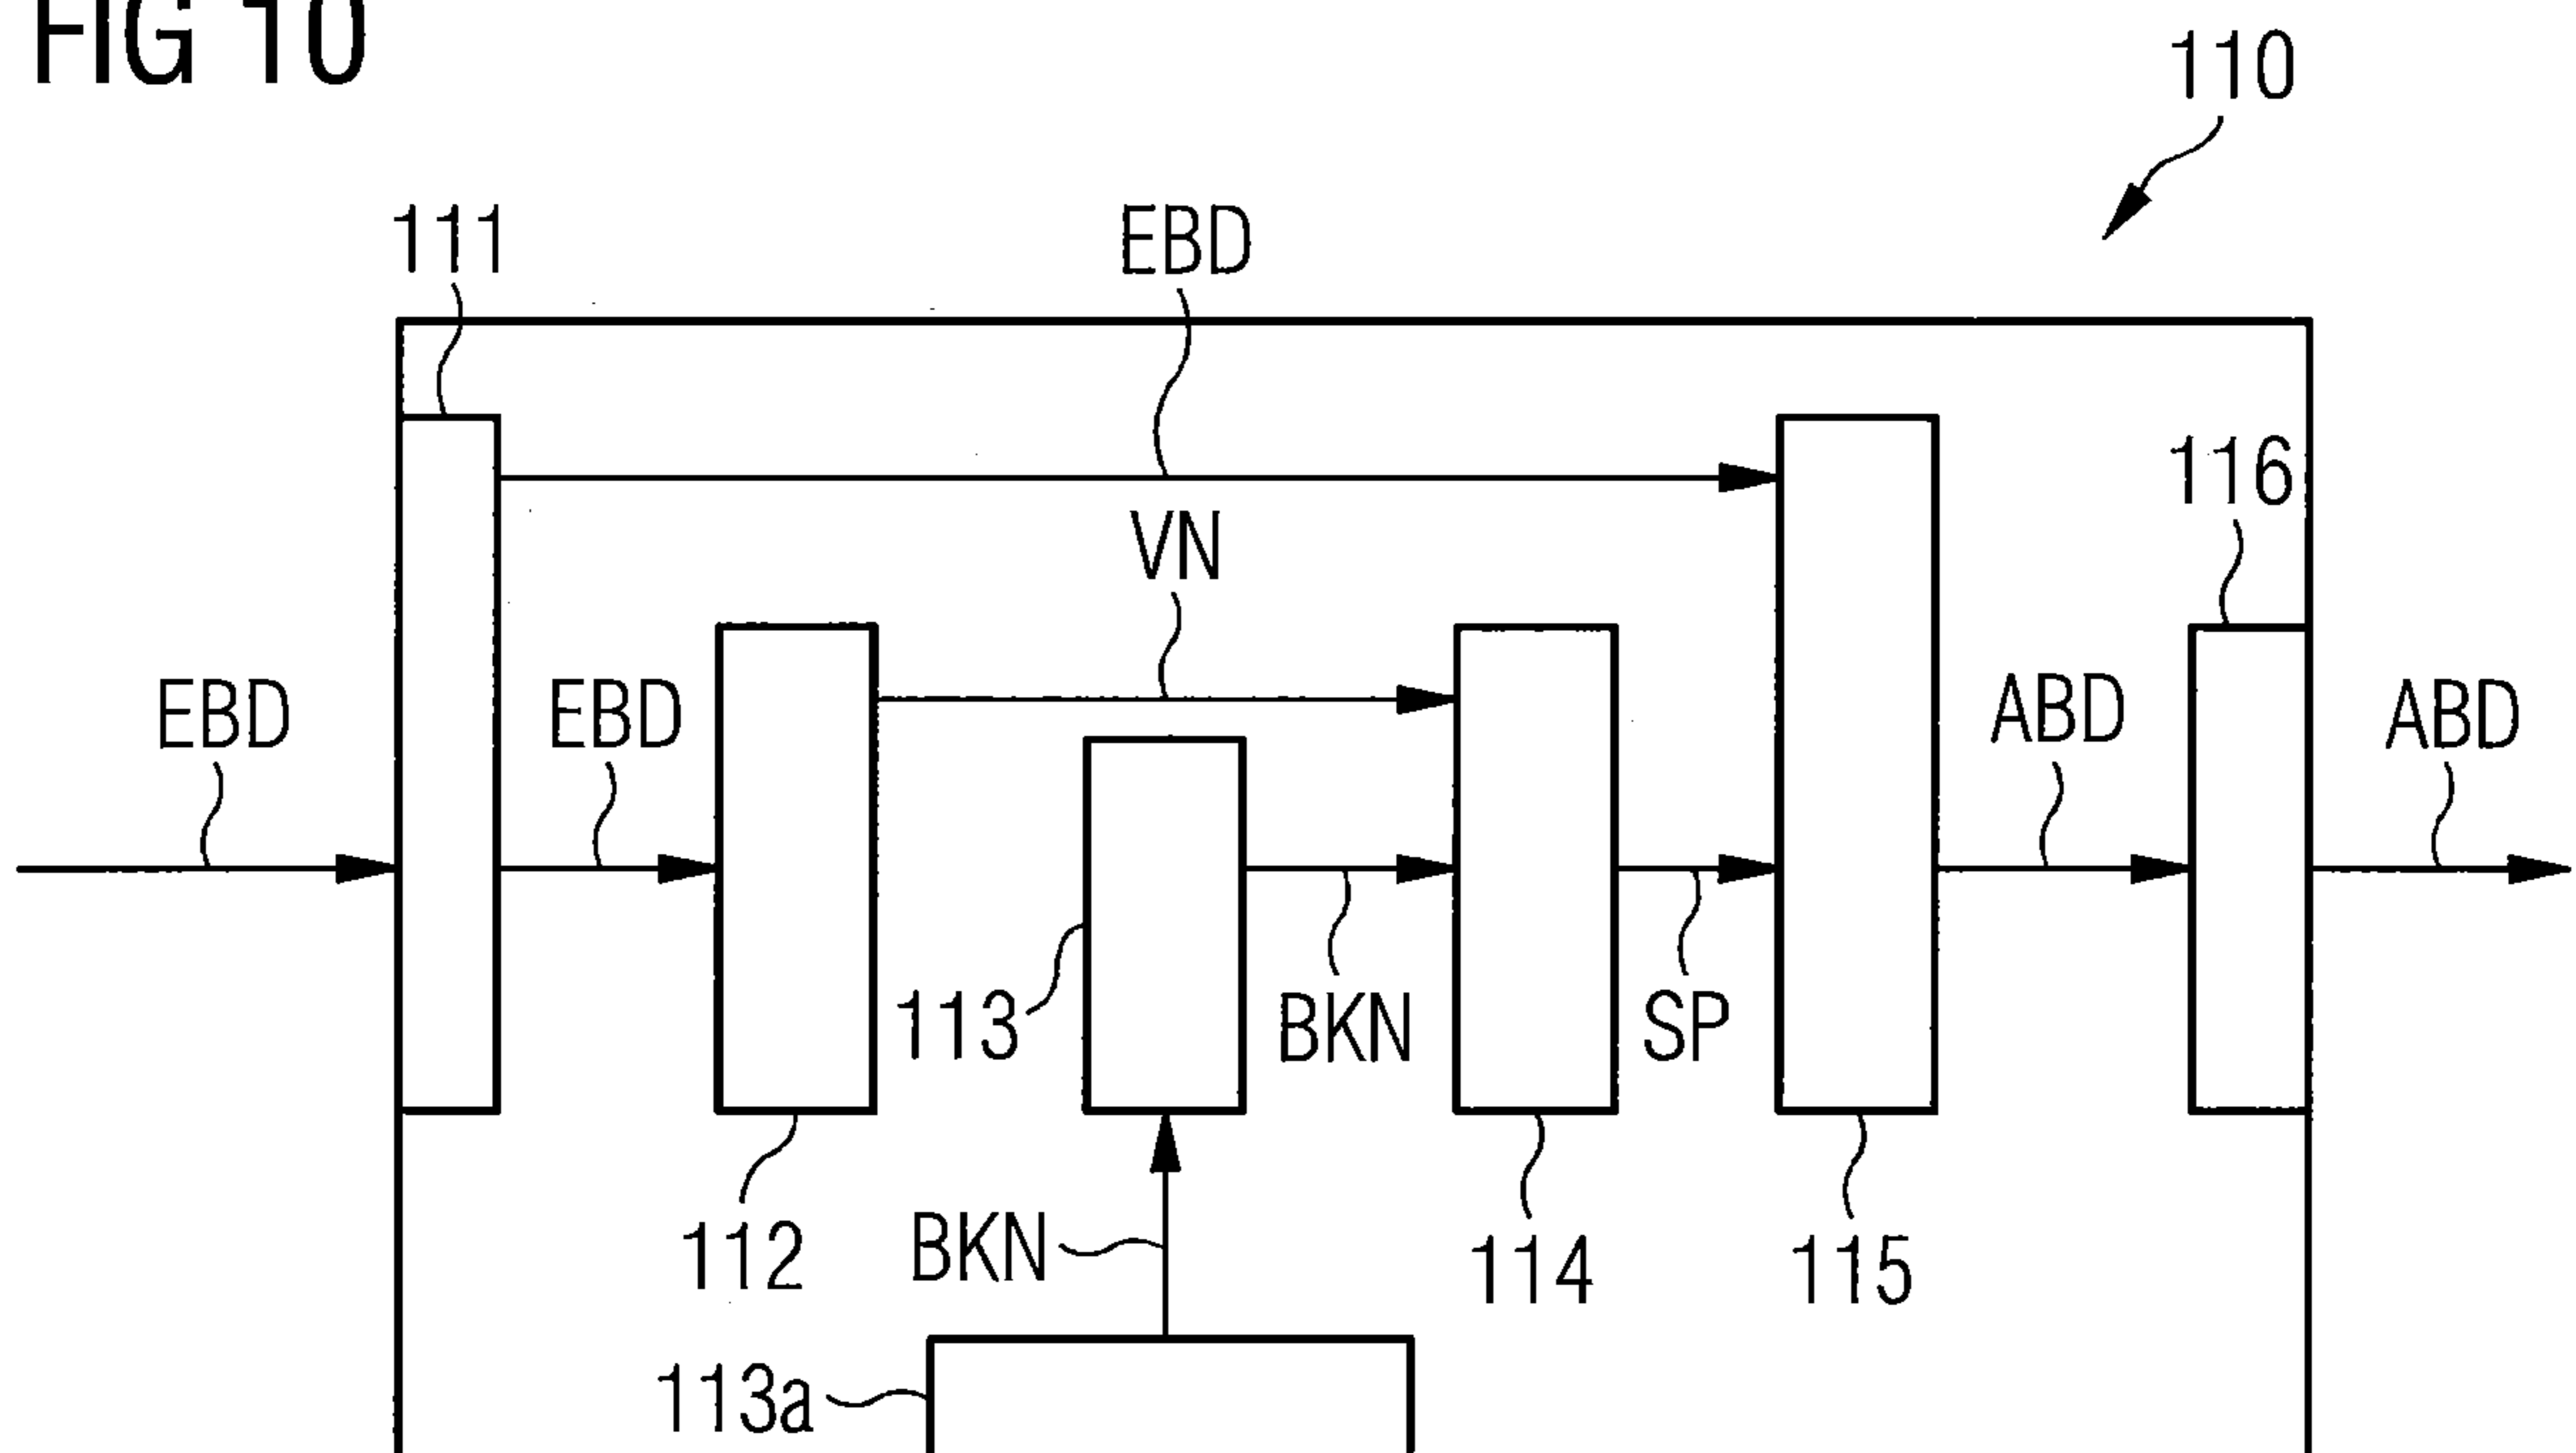 FIG 10
110
111
EBD
116
VN
EBD
EBD
ABD
ABD
113
BKN
SP
112
BKN
114
115
113a